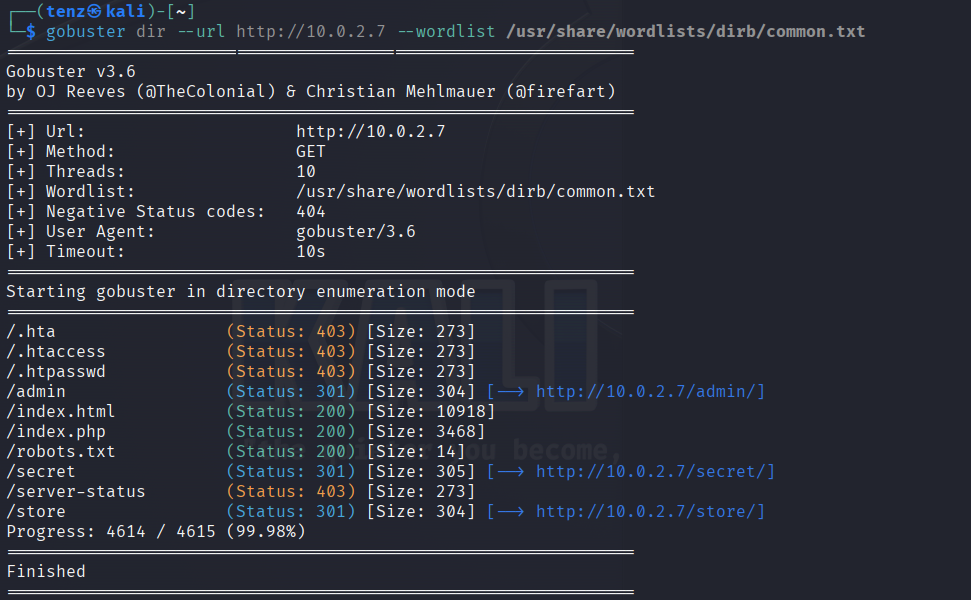 ┌──(tenz㉿kali)-[~]
└─$ gobuster dir --url http://10.0.2.7 --wordlist /usr/share/wordlists/dirb/common.txt
===============================================================
Gobuster v3.6
by OJ Reeves (@TheColonial) & Christian Mehlmauer (@firefart)
===============================================================
[+] Url:                     http://10.0.2.7
[+] Method:                  GET
[+] Threads:                 10
[+] Wordlist:                /usr/share/wordlists/dirb/common.txt
[+] Negative Status codes:   404
[+] User Agent:              gobuster/3.6
[+] Timeout:                 10s
===============================================================
Starting gobuster in directory enumeration mode
===============================================================
/.hta                 (Status: 403) [Size: 273]
/.htaccess            (Status: 403) [Size: 273]
/.htpasswd            (Status: 403) [Size: 273]
/admin                (Status: 301) [Size: 304] [--> http://10.0.2.7/admin/]
/index.html           (Status: 200) [Size: 10918]
/index.php            (Status: 200) [Size: 3468]
/robots.txt           (Status: 200) [Size: 14]
/secret               (Status: 301) [Size: 305] [--> http://10.0.2.7/secret/]
/server-status        (Status: 403) [Size: 273]
/store                (Status: 301) [Size: 304] [--> http://10.0.2.7/store/]
Progress: 4614 / 4615 (99.98%)
===============================================================
Finished
===============================================================